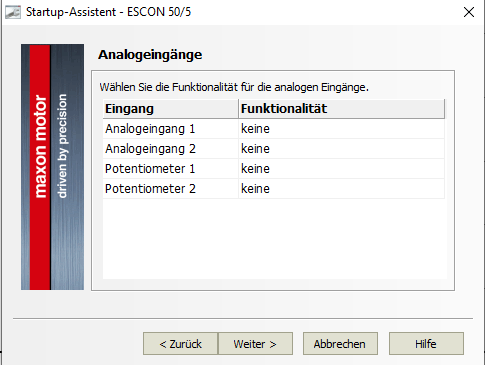 Startup-Assistent - ESCON 50/5
maxon motor
driven by precision
Analogeingänge
Wählen Sie die Funktionalität für die analogen Eingänge.
Eingang Funktionalität
Analogeingang 1 keine
Analogeingang 2 keine
Potentiometer 1 keine
Potentiometer 2 keine
< Zurück Weiter > Abbrechen Hilfe